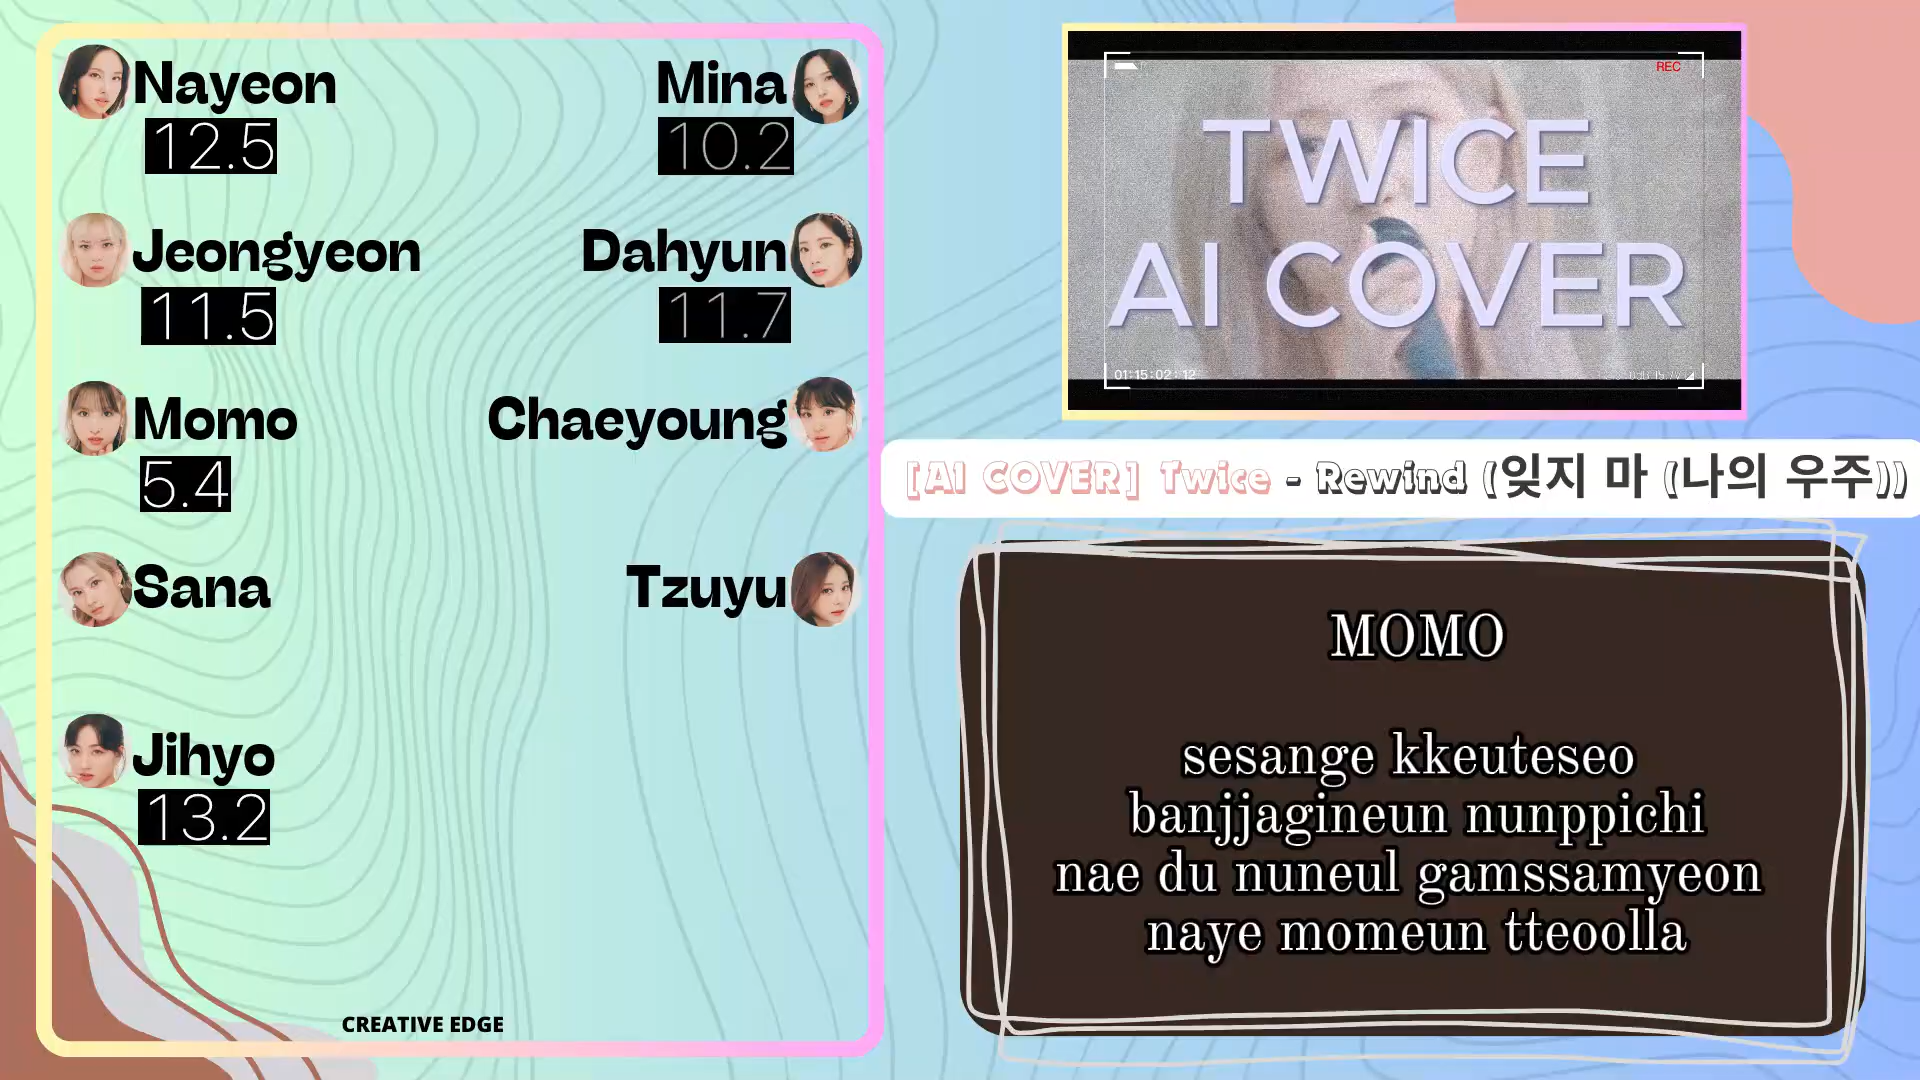 Nayeon
12.5
Jeongyeon
11.5
Momo
5.4
Sana
Jihyo
13.2
Mina
10.2
Dahyun
11.7
Chaeyoung
Tzuyu
CREATIVE EDGE
REC
TWICE
AI COVER
01:15:02:12
[AI COVER] Twice - Rewind (잊지 마 (나의 우주))
MOMO
sesange kkeuteseo
banjjagineun nunppichi
nae du nuneul gamssamyeon
naye momeun tteoolla